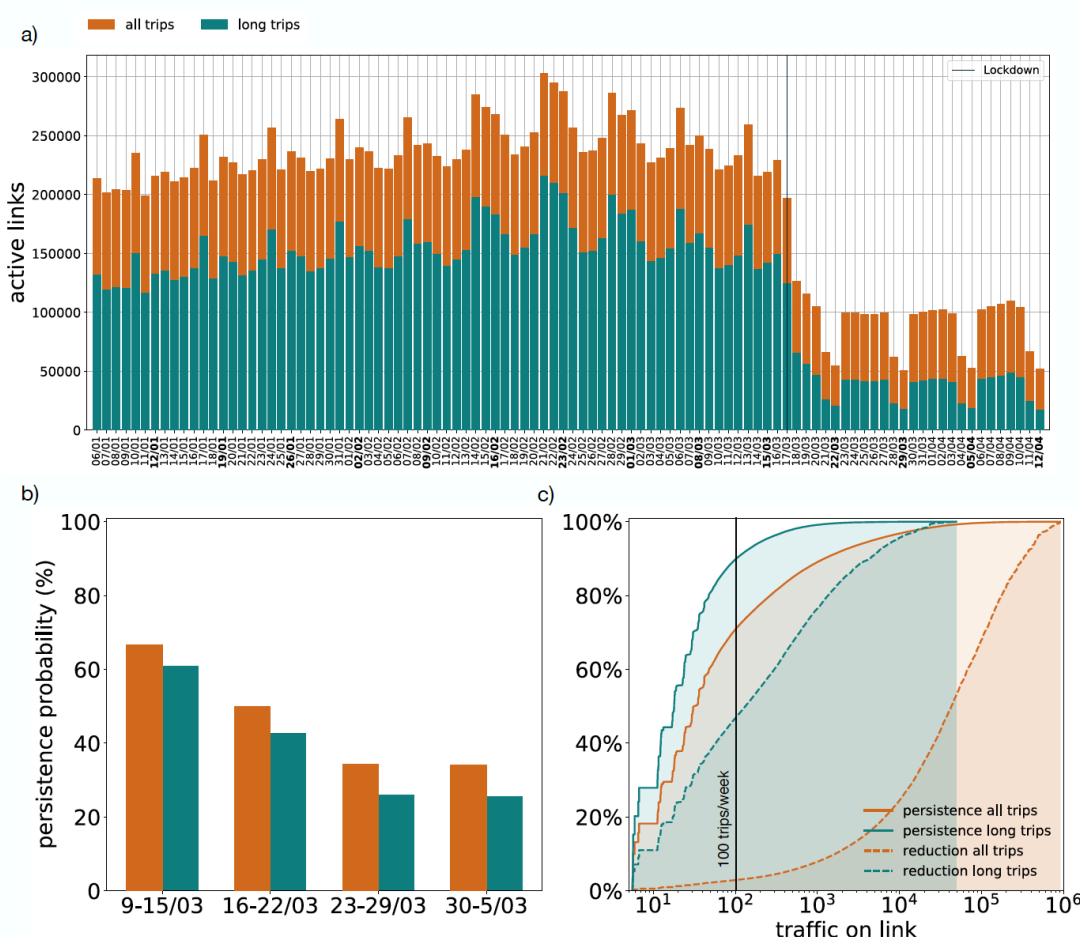 all trips long trips
a)
active links
300000
250000
200000
150000
100000
50000
0
Lockdown
06/01 07/01 08/01 09/01 10/01 11/01 12/01 13/01 14/01 15/01 16/01 17/01 18/01 19/01 20/01 21/01 22/01 23/01 24/01 25/01 26/01 27/01 28/01 29/01 30/01 31/01 01/02 02/02 03/02 04/02 05/02 06/02 07/02 08/02 09/02 10/02 11/02 12/02 13/02 14/02 15/02 16/02 17/02 18/02 19/02 20/02 21/02 22/02 23/02 24/02 25/02 26/02 27/02 28/02 29/02 01/03 02/03 03/03 04/03 05/03 06/03 07/03 08/03 09/03 10/03 11/03 12/03 13/03 14/03 15/03 16/03 17/03 18/03 19/03 20/03 21/03 22/03 23/03 24/03 25/03 26/03 27/03 28/03 29/03 30/03 31/03 01/04 02/04 03/04 04/04 05/04 06/04 07/04 08/04 09/04 10/04 11/04 12/04
b)
persistence probability (%)
100
80
60
40
20
0
9-15/03 16-22/03 23-29/03 30-5/03
c)
100%
80%
60%
40%
20%
0%
100 trips/week
persistence all trips
persistence long trips
reduction all trips
reduction long trips
10¹ 10² 10³ 10⁴ 10⁵ 10⁶
traffic on link